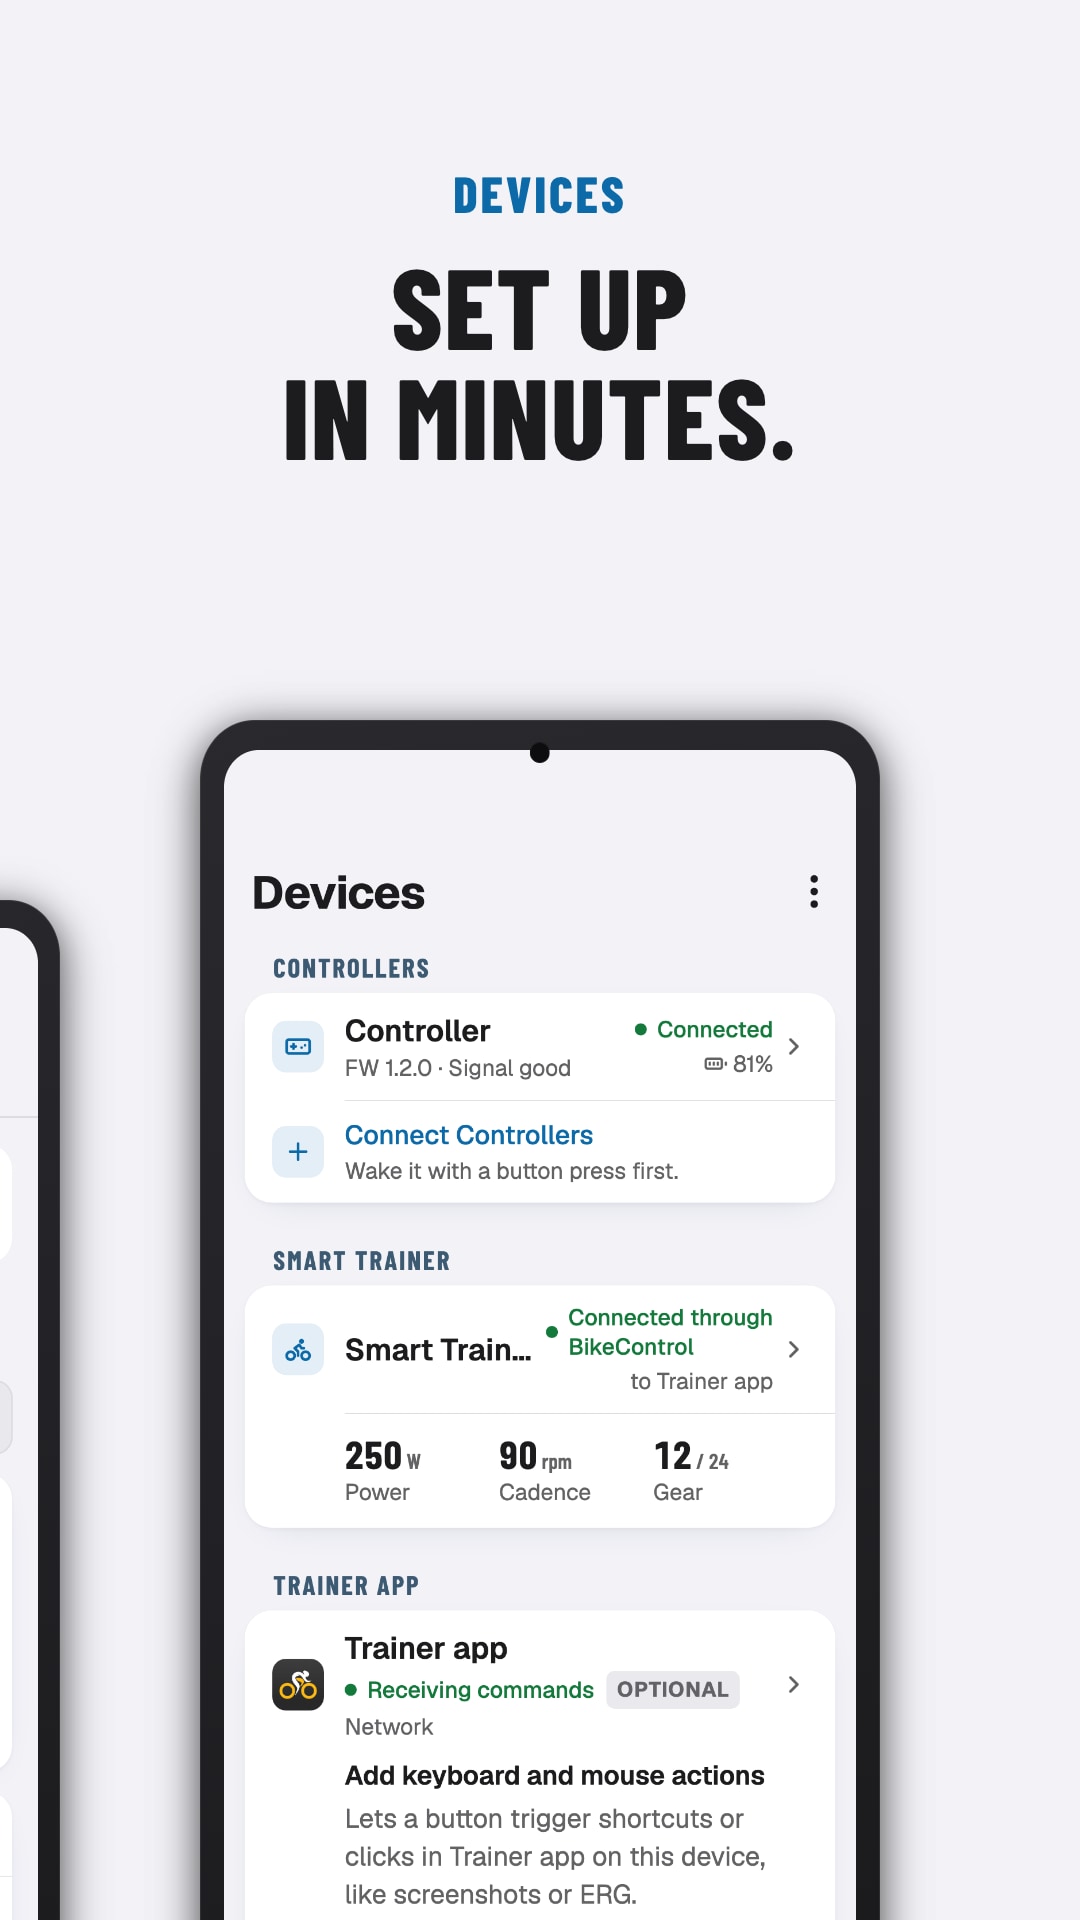 DEVICES
SET UP
IN MINUTES.
Devices
CONTROLLERS
Controller
Connected
FW 1.2.0 · Signal good
81%
Connect Controllers
Wake it with a button press first.
SMART TRAINER
Smart Train...
Connected through
BikeControl
to Trainer app
250 W
90 rpm
12 / 24
Power
Cadence
Gear
TRAINER APP
Trainer app
Receiving commands
OPTIONAL
Network
Add keyboard and mouse actions
Lets a button trigger shortcuts or
clicks in Trainer app on this device,
like screenshots or ERG.